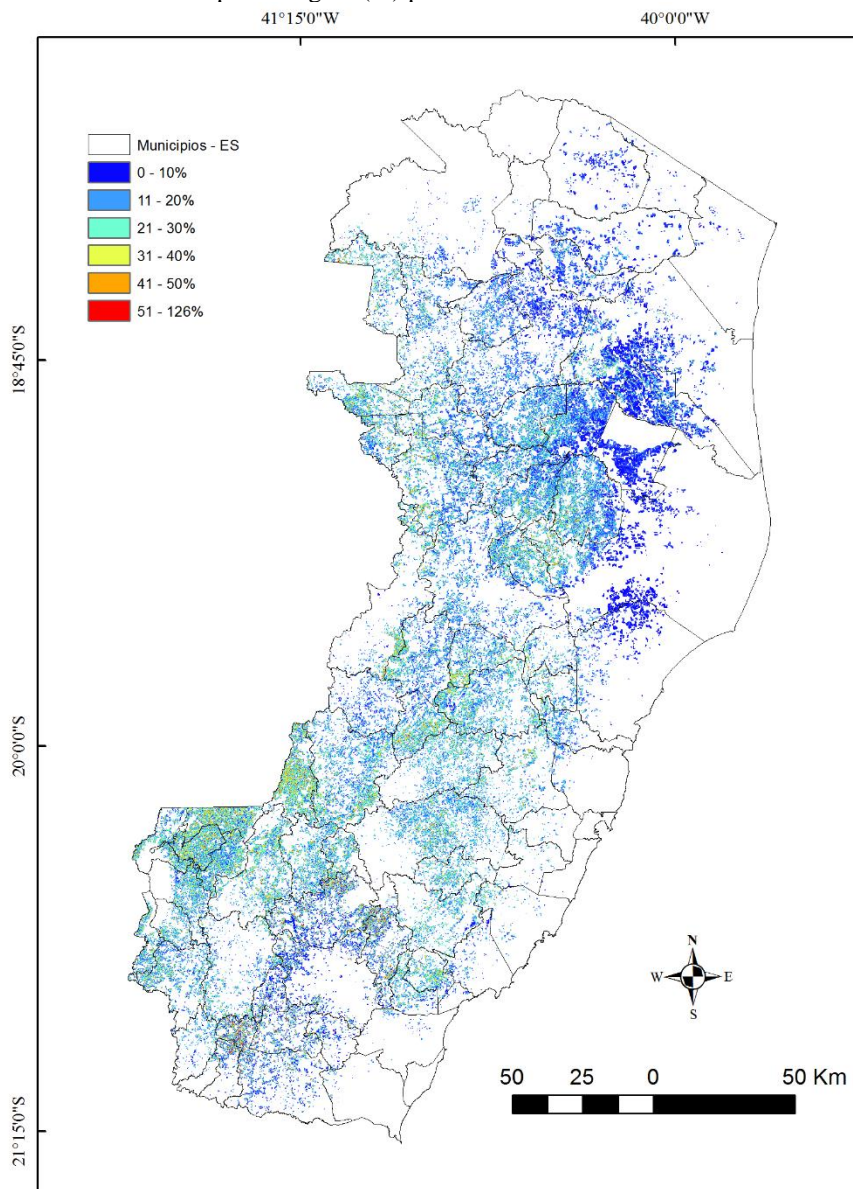 41°15'0"W 40°0'0"W
Municipios - ES
0 - 10%
11 - 20%
21 - 30%
31 - 40%
41 - 50%
51 - 126%
18°45'0"S
20°0'0"S
N
W E
S
50 25 0 50 Km
21°15'0"S